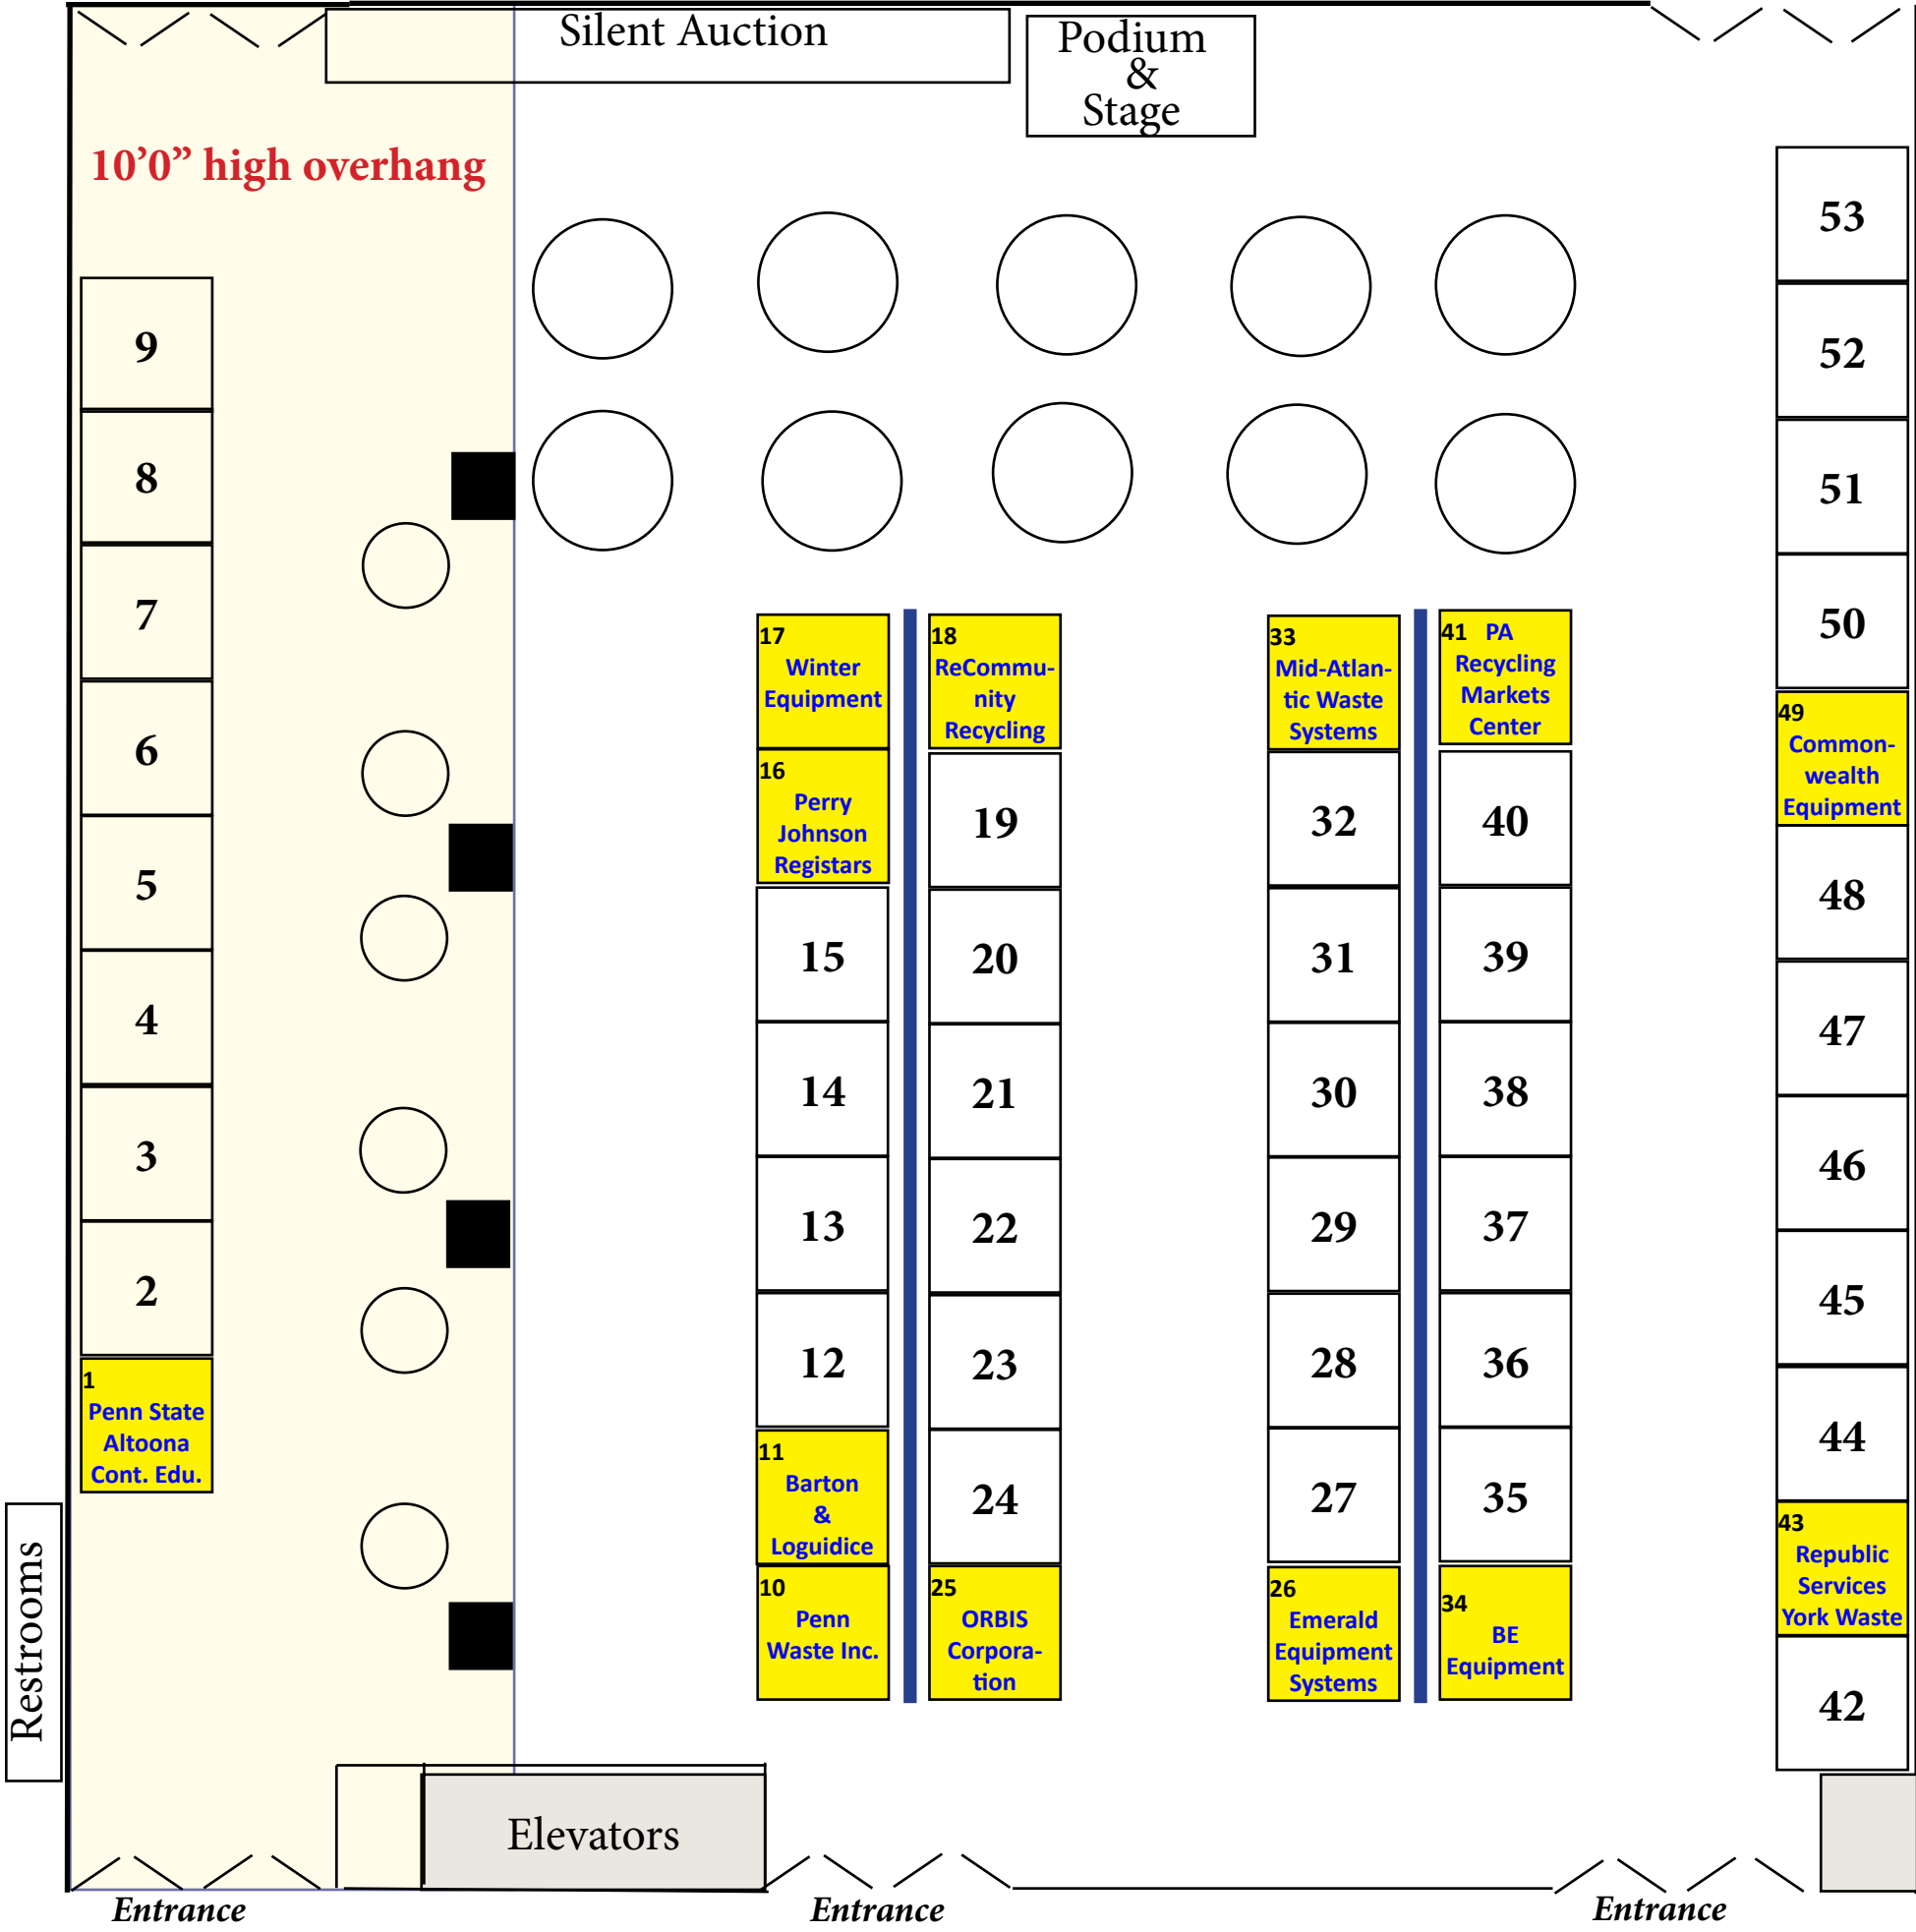 Silent Auction
Podium
&
Stage
10’0” high overhang
9
8
7
6
5
4
3
2
1
Penn State
Altoona
Cont. Edu.
Restrooms
17
Winter
Equipment
16
Perry
Johnson
Registars
15
14
13
12
11
Barton
&
Loguidice
10
Penn
Waste Inc.
18
ReCommu-
nity
Recycling
19
20
21
22
23
24
25
ORBIS
Corpora-
tion
33
Mid-Atlan-
tic Waste
Systems
32
31
30
29
28
27
26
Emerald
Equipment
Systems
41 PA
Recycling
Markets
Center
40
39
38
37
36
35
34
BE
Equipment
53
52
51
50
49
Common-
wealth
Equipment
48
47
46
45
44
43
Republic
Services
York Waste
42
Elevators
Entrance
Entrance
Entrance